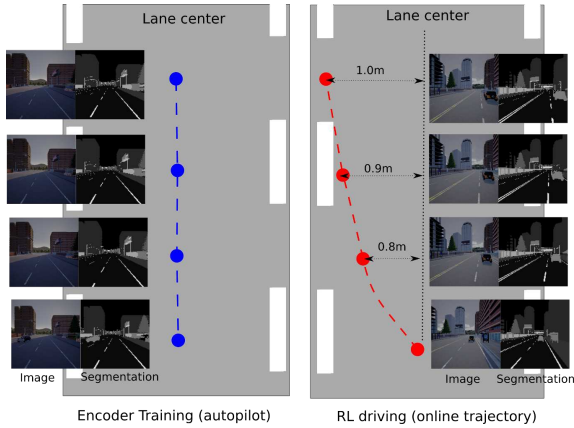 Lane center
Lane center
1.0m
0.9m
0.8m
Image Segmentation
Image Segmentation
Encoder Training (autopilot)
RL driving (online trajectory)